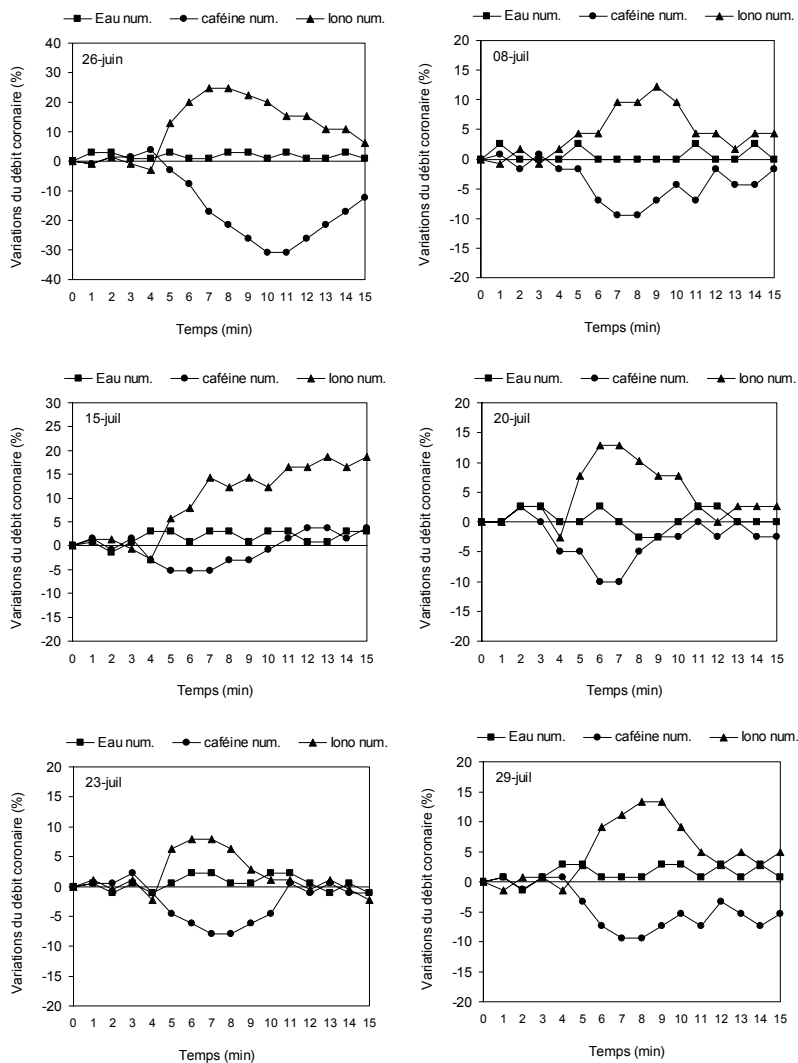 Eau num. caféine num. Iono num.
26-juin
Variations du débit coronaire (%)
40
30
20
10
0
-10
-20
-30
-40
0 1 2 3 4 5 6 7 8 9 10 11 12 13 14 15
Temps (min)
Eau num. caféine num. Iono num.
08-juil
Variations du débit coronaire (%)
20
15
10
5
0
-5
-10
-15
-20
0 1 2 3 4 5 6 7 8 9 10 11 12 13 14 15
Temps (min)
Eau num. caféine num. Iono num.
15-juil
Variations du débit coronaire (%)
30
25
20
15
10
5
0
-5
-10
-15
-20
0 1 2 3 4 5 6 7 8 9 10 11 12 13 14 15
Temps (min)
Eau num. caféine num. Iono num.
20-juil
Variations du débit coronaire (%)
20
15
10
5
0
-5
-10
-15
-20
0 1 2 3 4 5 6 7 8 9 10 11 12 13 14 15
Temps (min)
Eau num. caféine num. Iono num.
23-juil
Variations du débit coronaire (%)
20
15
10
5
0
-5
-10
-15
-20
0 1 2 3 4 5 6 7 8 9 10 11 12 13 14 15
Temps (min)
Eau num. caféine num. Iono num.
29-juil
Variations du débit coronaire (%)
20
15
10
5
0
-5
-10
-15
-20
0 1 2 3 4 5 6 7 8 9 10 11 12 13 14 15
Temps (min)